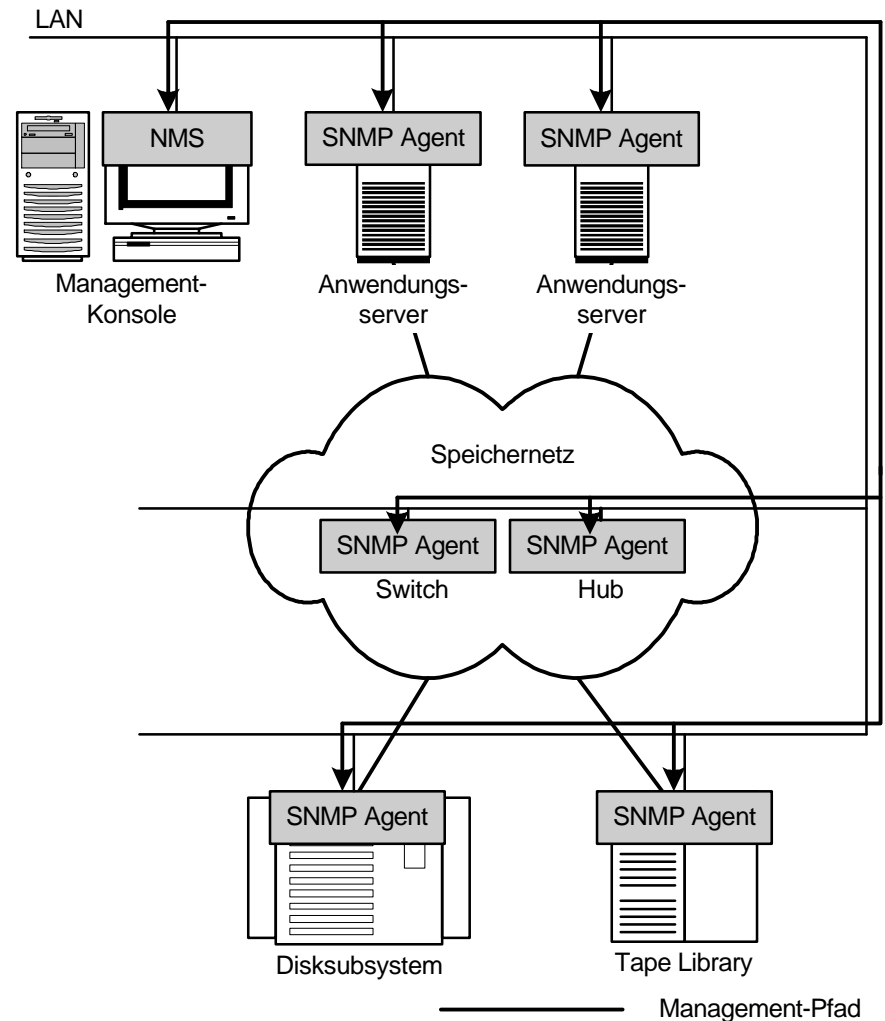 LAN
NMS
SNMP Agent
SNMP Agent
Management-
Konsole
Anwendungs-
server
Anwendungs-
server
Speichernetz
SNMP Agent
SNMP Agent
Switch
Hub
SNMP Agent
SNMP Agent
Disksubsystem
Tape Library
Management-Pfad